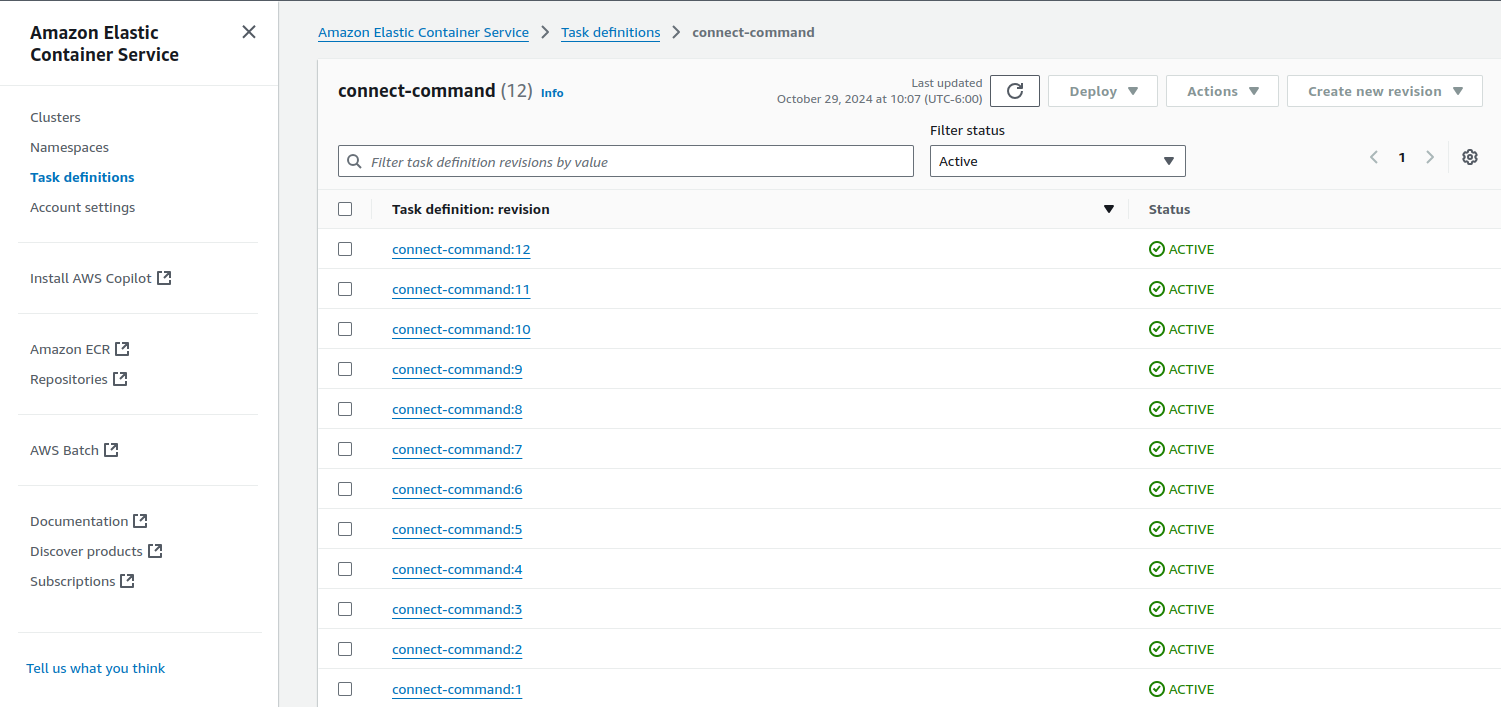 Amazon Elastic
Container Service
Clusters
Namespaces
Task definitions
Account settings
Install AWS Copilot
Amazon ECR
Repositories
AWS Batch
Documentation
Discover products
Subscriptions
Tell us what you think
Amazon Elastic Container Service > Task definitions > connect-command
connect-command (12) Info
Last updated
October 29, 2024 at 10:07 (UTC-6:00)
Deploy
Actions
Create new revision
Filter status
Filter task definition revisions by value
Active
1
Task definition: revision Status
connect-command:12 ACTIVE
connect-command:11 ACTIVE
connect-command:10 ACTIVE
connect-command:9 ACTIVE
connect-command:8 ACTIVE
connect-command:7 ACTIVE
connect-command:6 ACTIVE
connect-command:5 ACTIVE
connect-command:4 ACTIVE
connect-command:3 ACTIVE
connect-command:2 ACTIVE
connect-command:1 ACTIVE